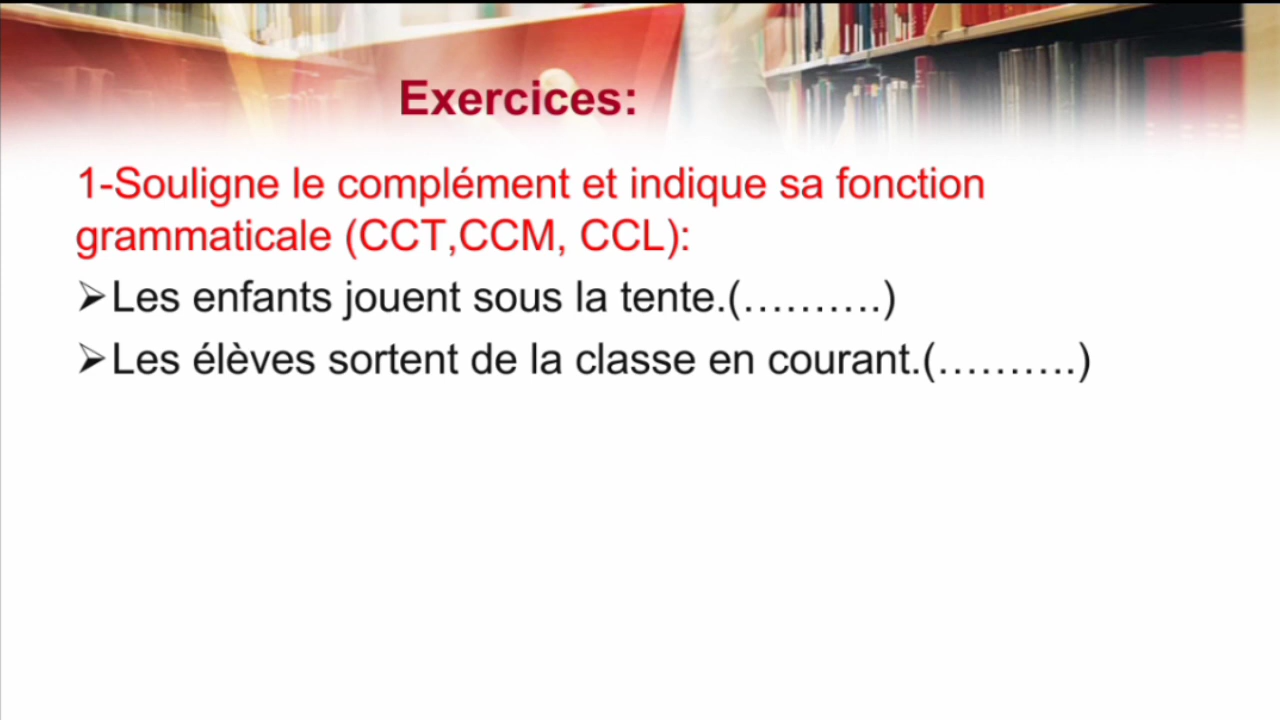 Exercices:
1-Souligne le complément et indique sa fonction
grammaticale (CCT,CCM, CCL):
➢Les enfants jouent sous la tente.(……….)
➢Les élèves sortent de la classe en courant.(……….)